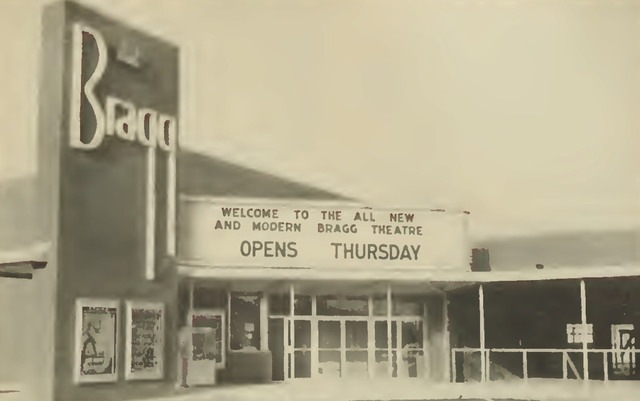 Bragg
WELCOME TO THE ALL NEW
AND MODERN BRAGG THEATRE
OPENS THURSDAY